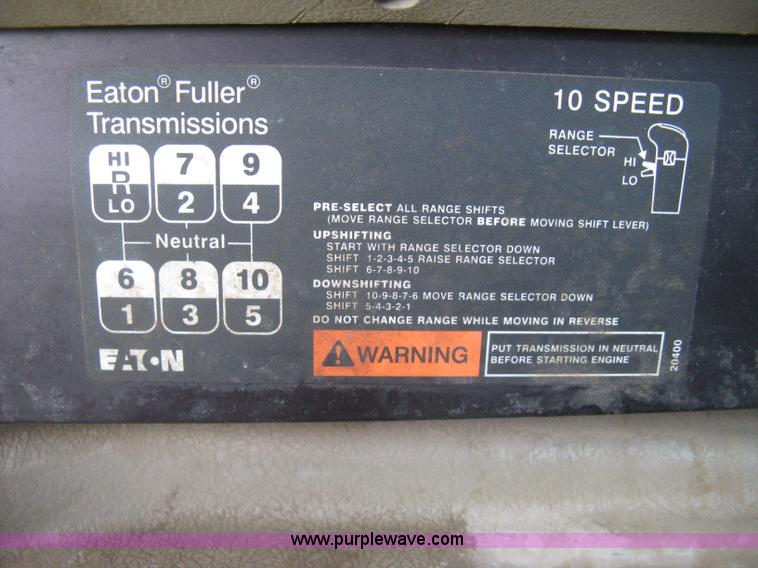 Eaton® Fuller®
Transmissions
10 SPEED
RANGE
SELECTOR
HI
LO
HI 7 9
R
LO 2 4
Neutral
6 8 10
1 3 5
EATON
PRE-SELECT ALL RANGE SHIFTS
(MOVE RANGE SELECTOR BEFORE MOVING SHIFT LEVER)
UPSHIFTING
START WITH RANGE SELECTOR DOWN
SHIFT 1-2-3-4-5 RAISE RANGE SELECTOR
SHIFT 6-7-8-9-10
DOWNSHIFTING
SHIFT 10-9-8-7-6 MOVE RANGE SELECTOR DOWN
SHIFT 5-4-3-2-1
DO NOT CHANGE RANGE WHILE MOVING IN REVERSE
WARNING
PUT TRANSMISSION IN NEUTRAL
BEFORE STARTING ENGINE
20400
www.purplewave.com